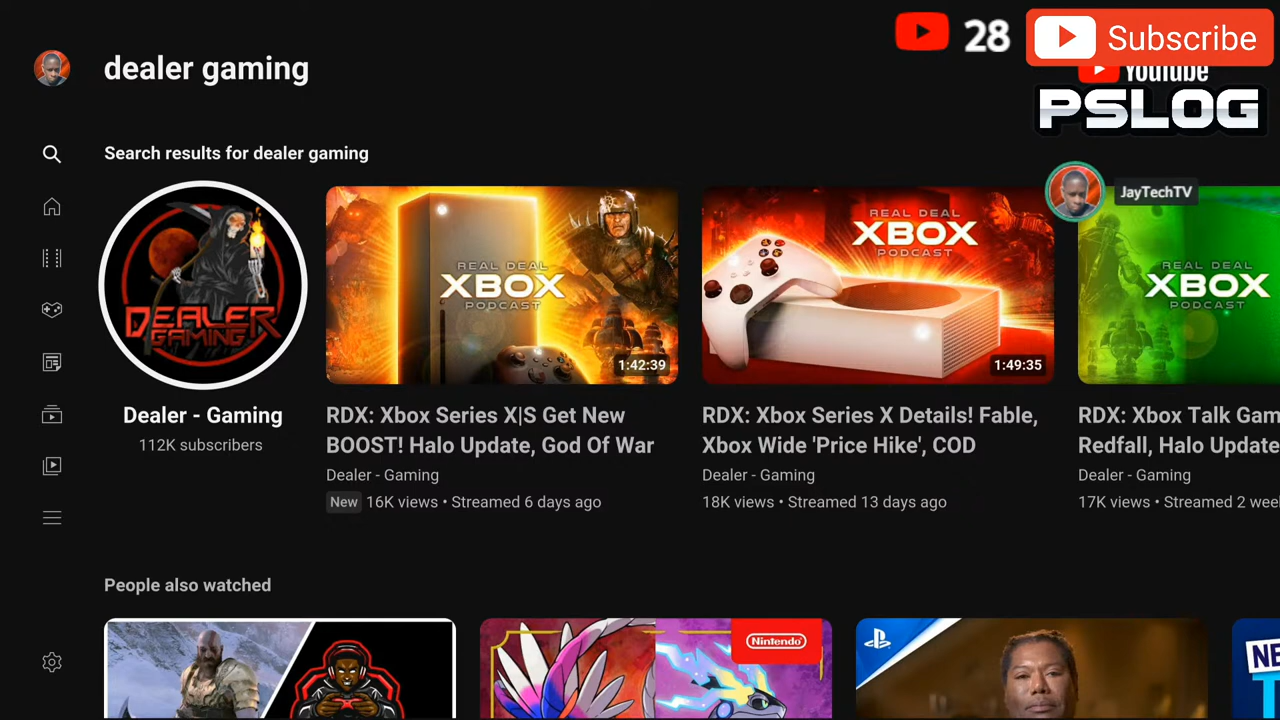 28
Subscribe
dealer gaming
YouTube
PSLOG
Search results for dealer gaming
JayTechTV
DEALER
GAMING
REAL DEAL
XBOX
PODCAST
1:42:39
REAL DEAL
XBOX
PODCAST
1:49:35
REAL DEAL
XBOX
PODCAST
Dealer - Gaming
112K subscribers
RDX: Xbox Series X|S Get New
BOOST! Halo Update, God Of War
Dealer - Gaming
New 16K views • Streamed 6 days ago
RDX: Xbox Series X Details! Fable,
Xbox Wide 'Price Hike', COD
Dealer - Gaming
18K views • Streamed 13 days ago
RDX: Xbox Talk Gam
Redfall, Halo Update
Dealer - Gaming
17K views • Streamed 2 wee
People also watched
Nintendo
NE